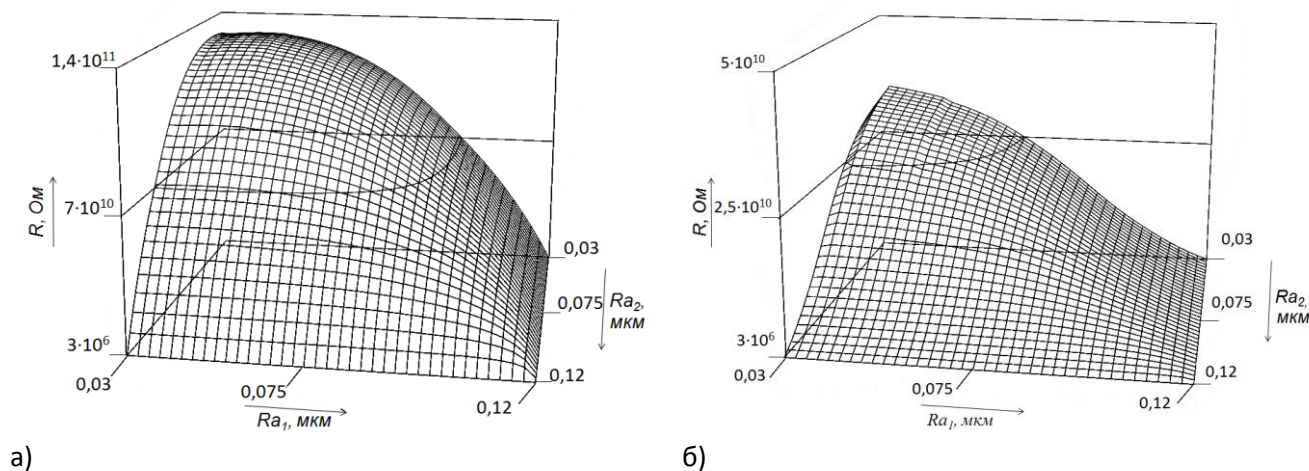 1,4·10¹¹
R, Ом
7·10¹⁰
3·10⁶
0,03
0,075
0,12
Ra₁, мкм
0,03
0,075
0,12
Ra₂,
мкм
а)
5·10¹⁰
R, Ом
2,5·10¹⁰
3·10⁶
0,03
0,075
0,12
Ra₁, мкм
0,03
0,075
0,12
Ra₂,
мкм
б)